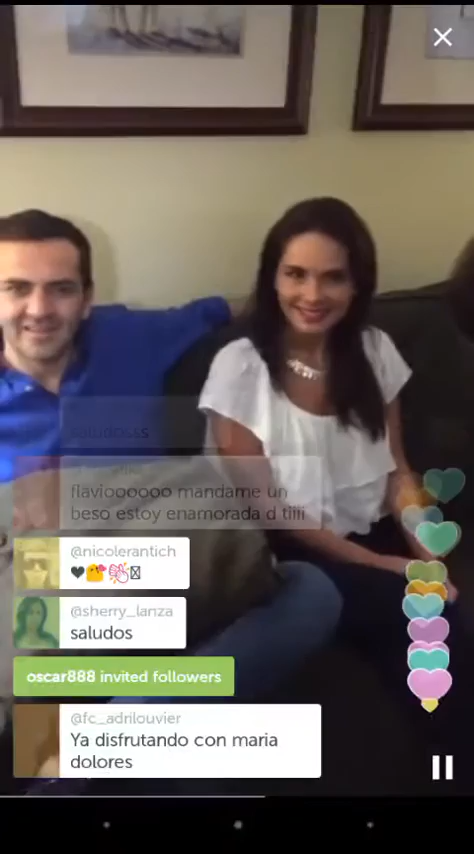 saludosss
flaviooooo mandame un
beso estoy enamorada d tiiii
@nicolerantich
@sherry_lanza
saludos
oscar888 invited followers
@fc_adrilouvier
Ya disfrutando con maria
dolores